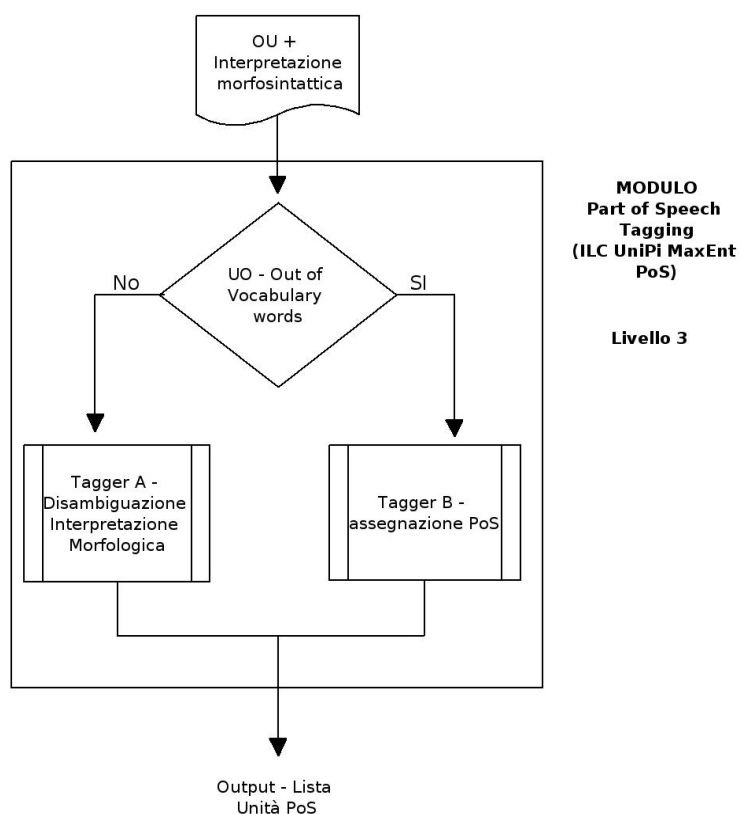 OU +
Interpretazione
morfosintattica
MODULO
Part of Speech
Tagging
(ILC UniPi MaxEnt
PoS)
Livello 3
UO - Out of
Vocabulary
words
No
SI
Tagger A -
Disambiguazione
Interpretazione
Morfologica
Tagger B -
assegnazione PoS
Output - Lista
Unità PoS